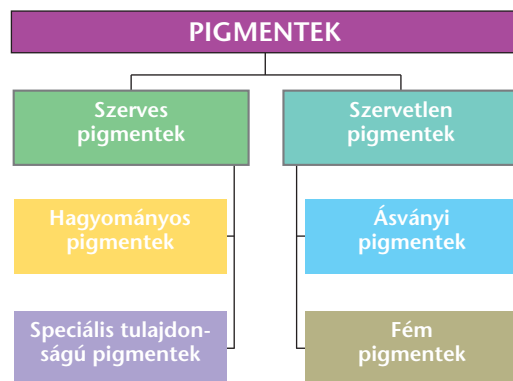 PIGMENTEK
Szerves
pigmentek
Szervetlen
pigmentek
Hagyományos
pigmentek
Ásványi
pigmentek
Speciális tulajdon-
ságú pigmentek
Fém
pigmentek